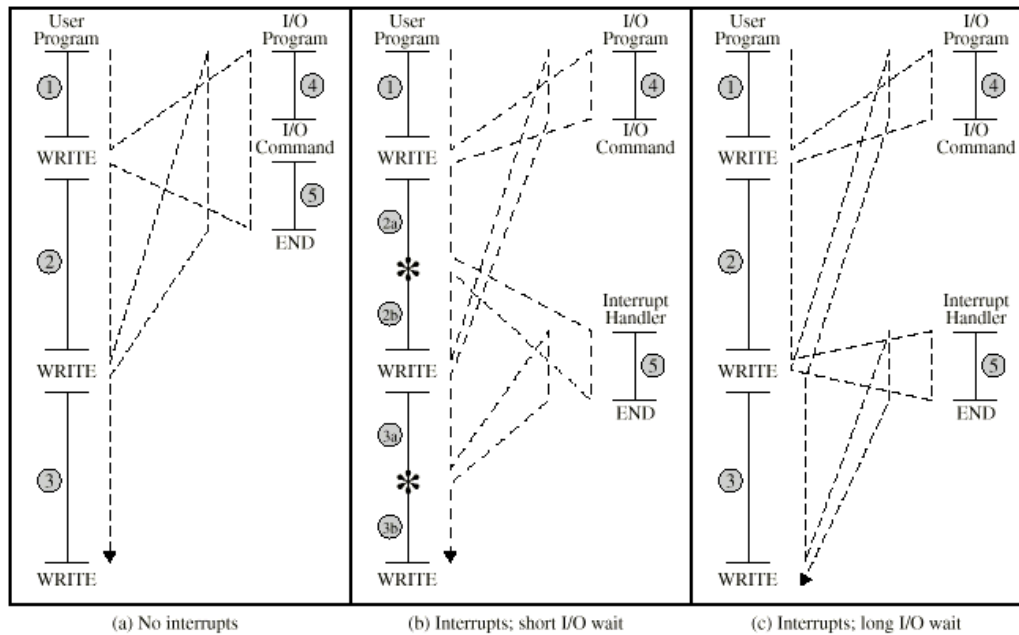 User
Program
I/O
Program
1
4
WRITE
I/O
Command
5
END
2
WRITE
3
WRITE
(a) No interrupts
User
Program
I/O
Program
1
4
WRITE
I/O
Command
2a
*
2b
Interrupt
Handler
WRITE
5
END
3a
*
3b
WRITE
(b) Interrupts; short I/O wait
User
Program
I/O
Program
1
4
WRITE
I/O
Command
2
Interrupt
Handler
WRITE
5
END
3
WRITE
(c) Interrupts; long I/O wait